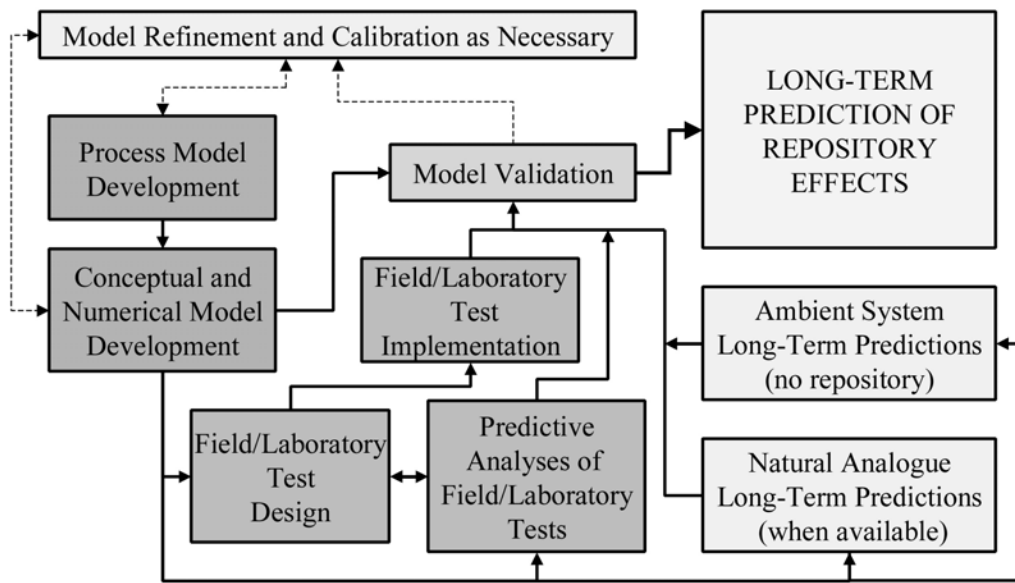 Model Refinement and Calibration as Necessary
LONG-TERM
PREDICTION OF
REPOSITORY
EFFECTS
Process Model
Development
Model Validation
Conceptual and
Numerical Model
Development
Field/Laboratory
Test
Implementation
Ambient System
Long-Term Predictions
(no repository)
Field/Laboratory
Test
Design
Predictive
Analyses of
Field/Laboratory
Tests
Natural Analogue
Long-Term Predictions
(when available)